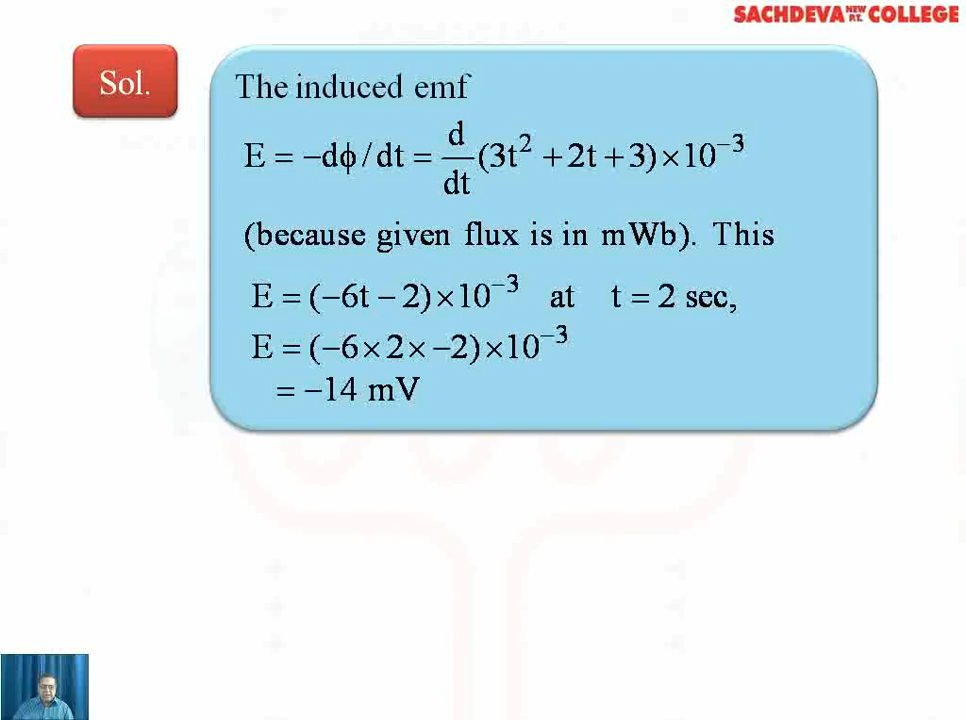 SACHDEVA NEW P.T. COLLEGE
Sol.
The induced emf
E = −dϕ/dt = d/dt (3t² + 2t + 3) × 10⁻³
(because given flux is in mWb). This
E = (−6t − 2) × 10⁻³ at t = 2 sec,
E = (−6 × 2 × −2) × 10⁻³
= −14 mV